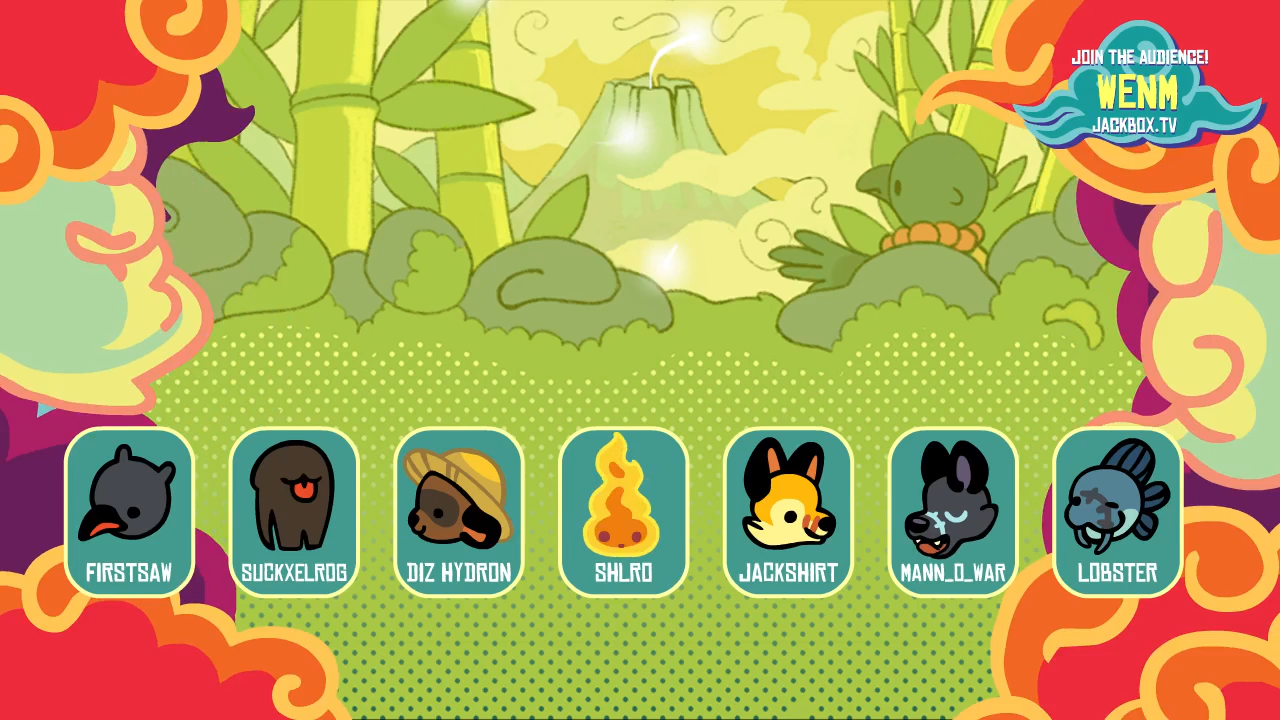 JOIN THE AUDIENCE!
WENM
JACKBOX.TV
FIRSTSAW
SUCKXELROG
DIZ HYDRON
SHLRO
JACKSHIRT
MANN_O_WAR
LOBSTER